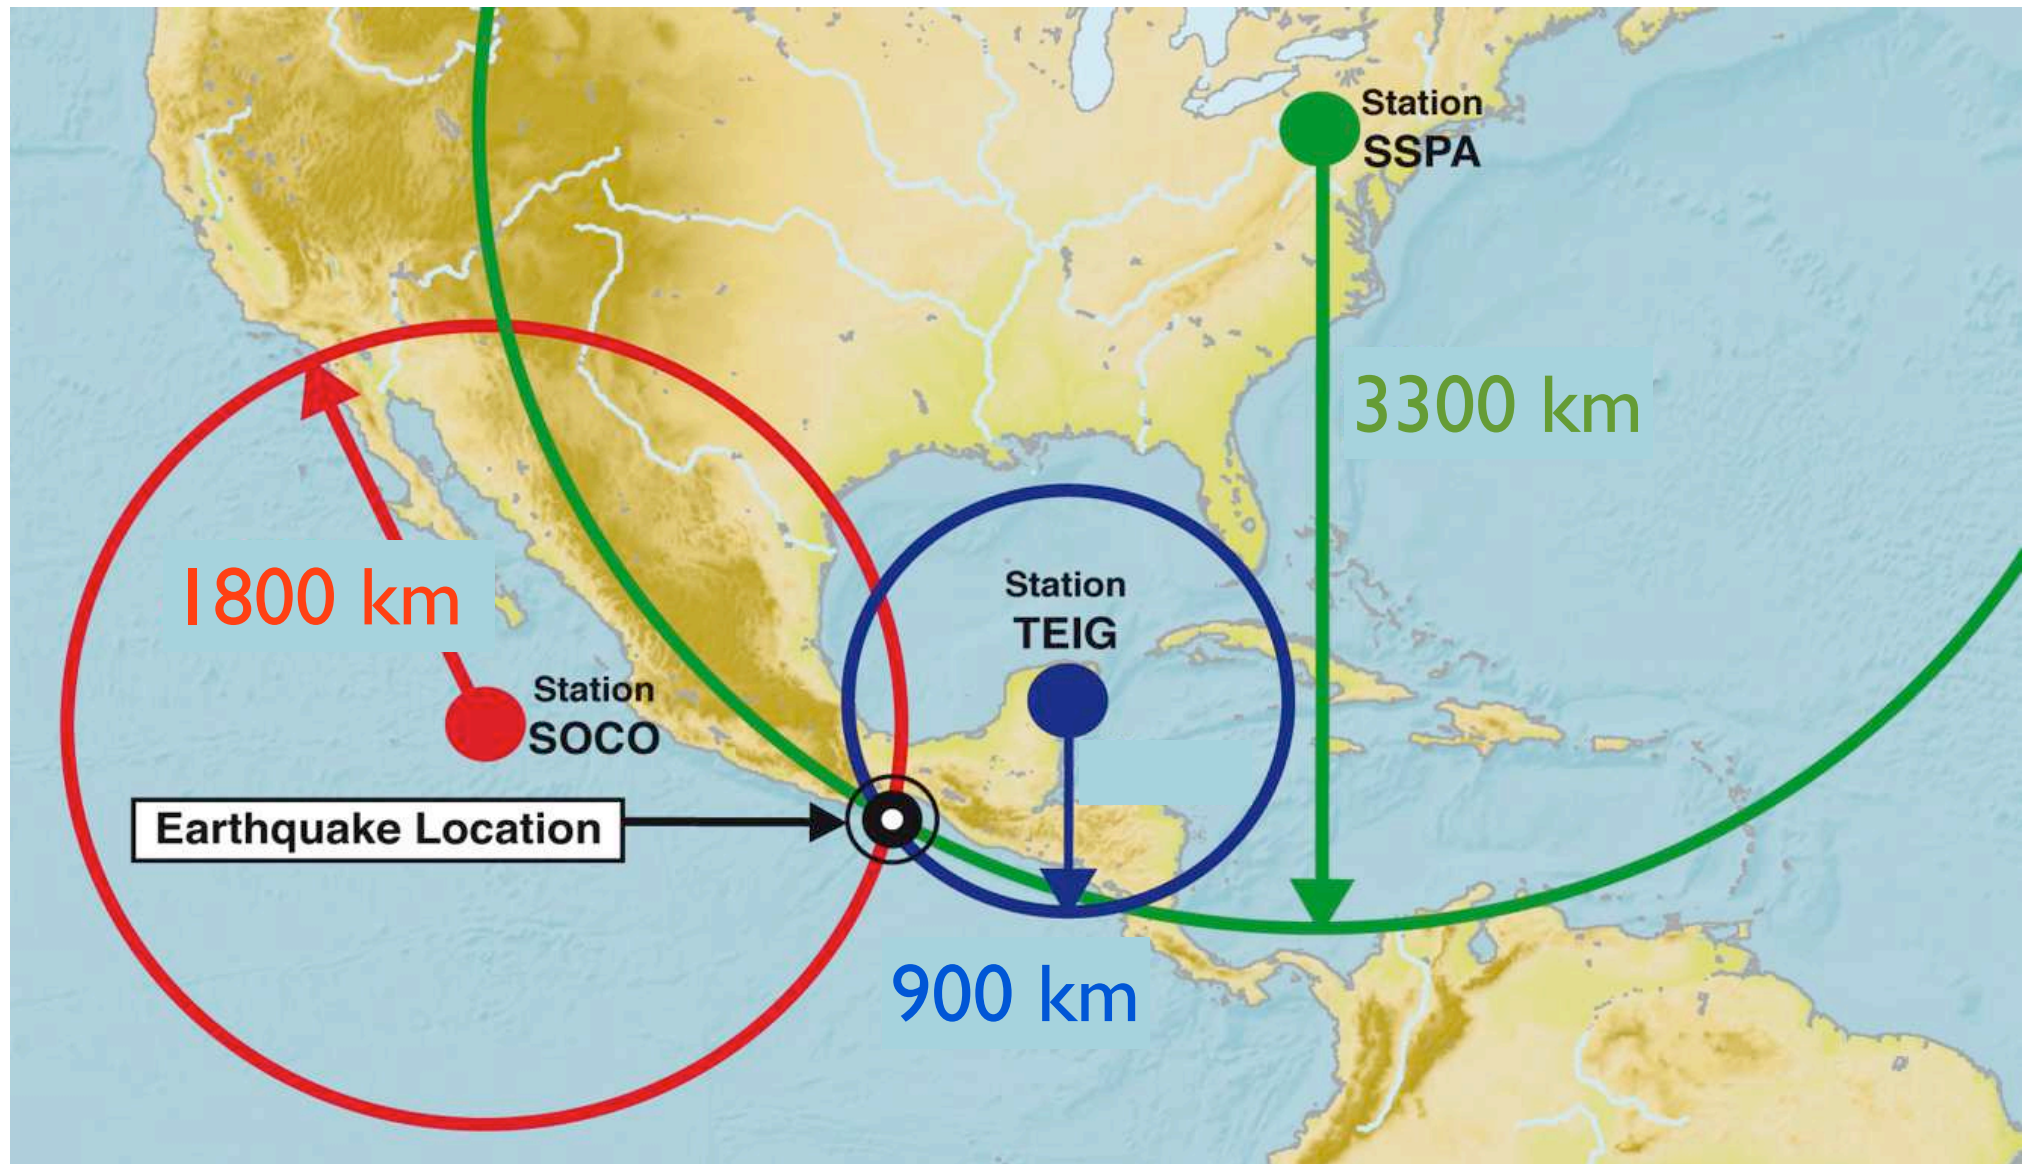 Station
SSPA
3300 km
1800 km
Station
TEIG
Station
SOCO
Earthquake Location
900 km